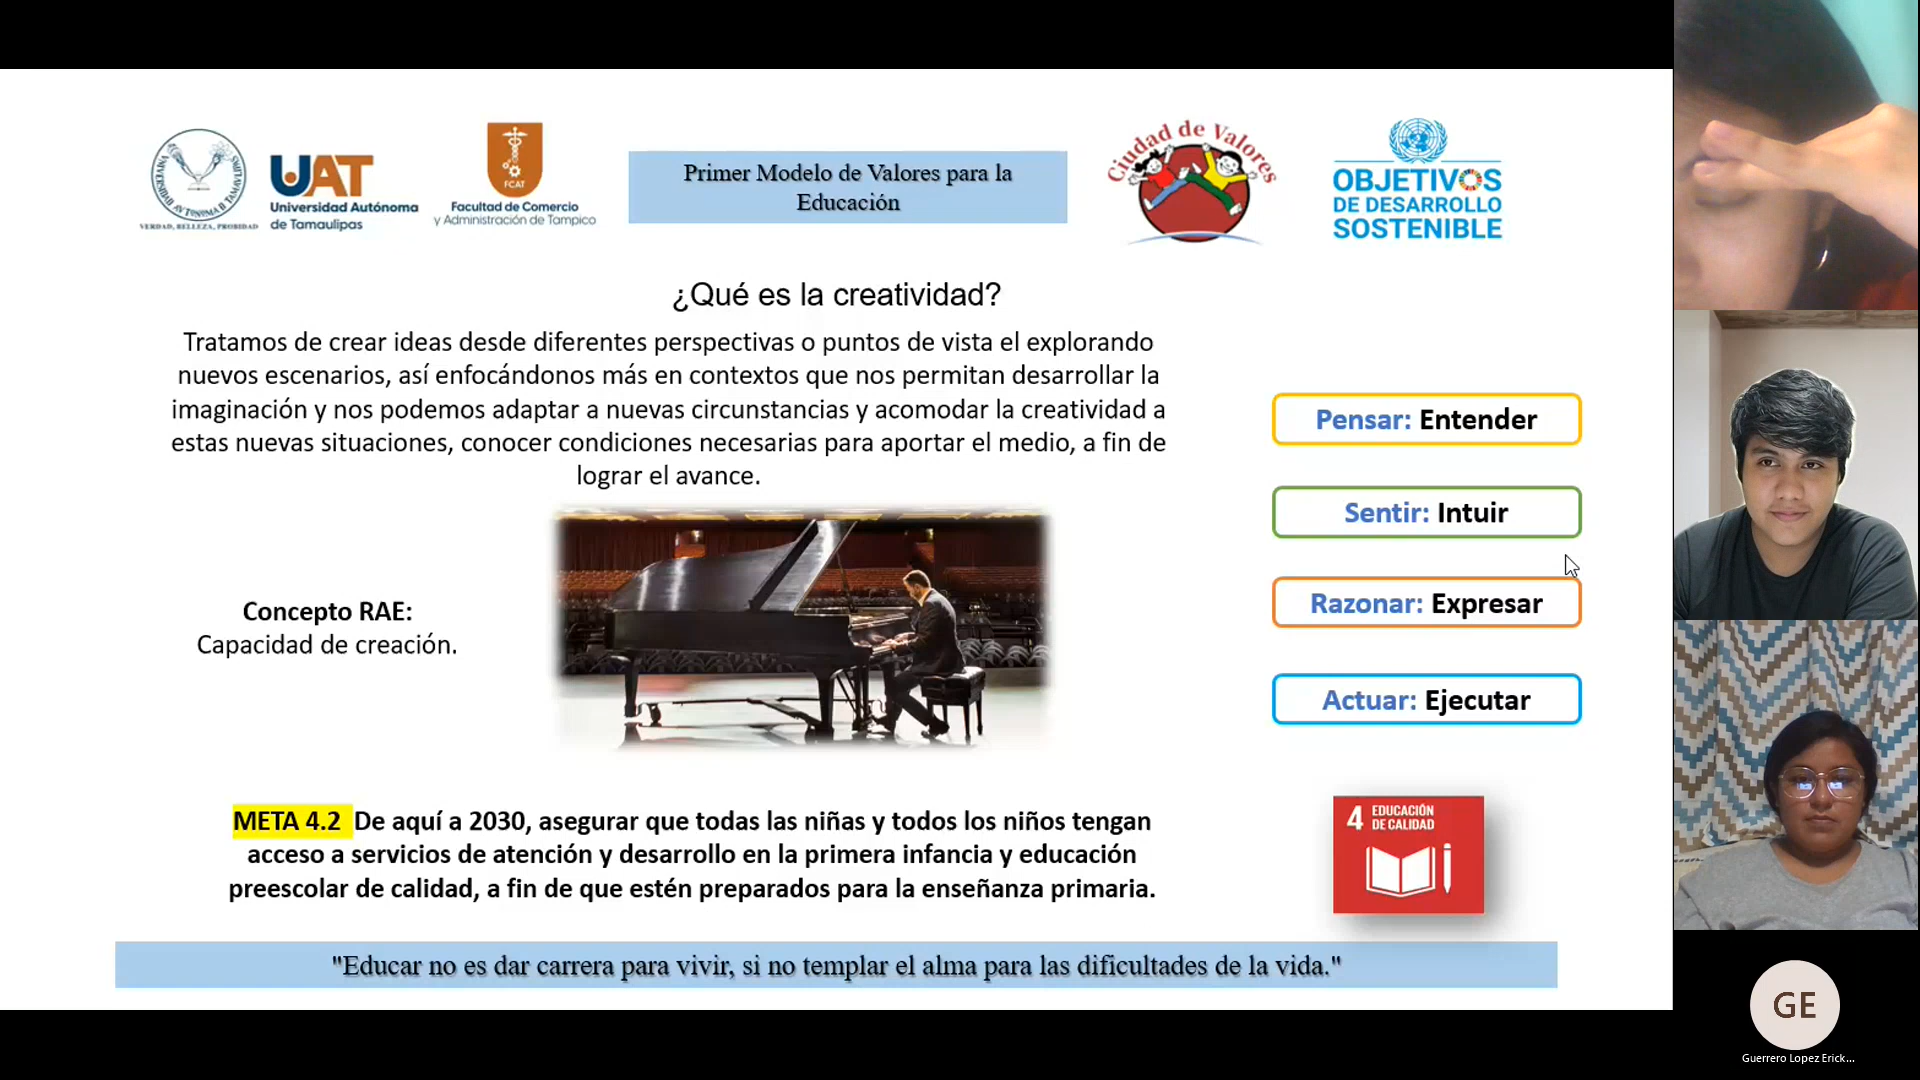 VERDAD, BELLEZA, PROBIDAD
UAT
Universidad Autónoma
de Tamaulipas
FCAT
Facultad de Comercio
y Administración de Tampico
Primer Modelo de Valores para la
Educación
Ciudad de Valores
OBJETIVOS
DE DESARROLLO
SOSTENIBLE
¿Qué es la creatividad?
Tratamos de crear ideas desde diferentes perspectivas o puntos de vista el explorando
nuevos escenarios, así enfocándonos más en contextos que nos permitan desarrollar la
imaginación y nos podemos adaptar a nuevas circunstancias y acomodar la creatividad a
estas nuevas situaciones, conocer condiciones necesarias para aportar el medio, a fin de
lograr el avance.
Pensar: Entender
Sentir: Intuir
Razonar: Expresar
Actuar: Ejecutar
Concepto RAE:
Capacidad de creación.
META 4.2 De aquí a 2030, asegurar que todas las niñas y todos los niños tengan
acceso a servicios de atención y desarrollo en la primera infancia y educación
preescolar de calidad, a fin de que estén preparados para la enseñanza primaria.
4 EDUCACIÓN
DE CALIDAD
"Educar no es dar carrera para vivir, si no templar el alma para las dificultades de la vida."
GE
Guerrero Lopez Erick...